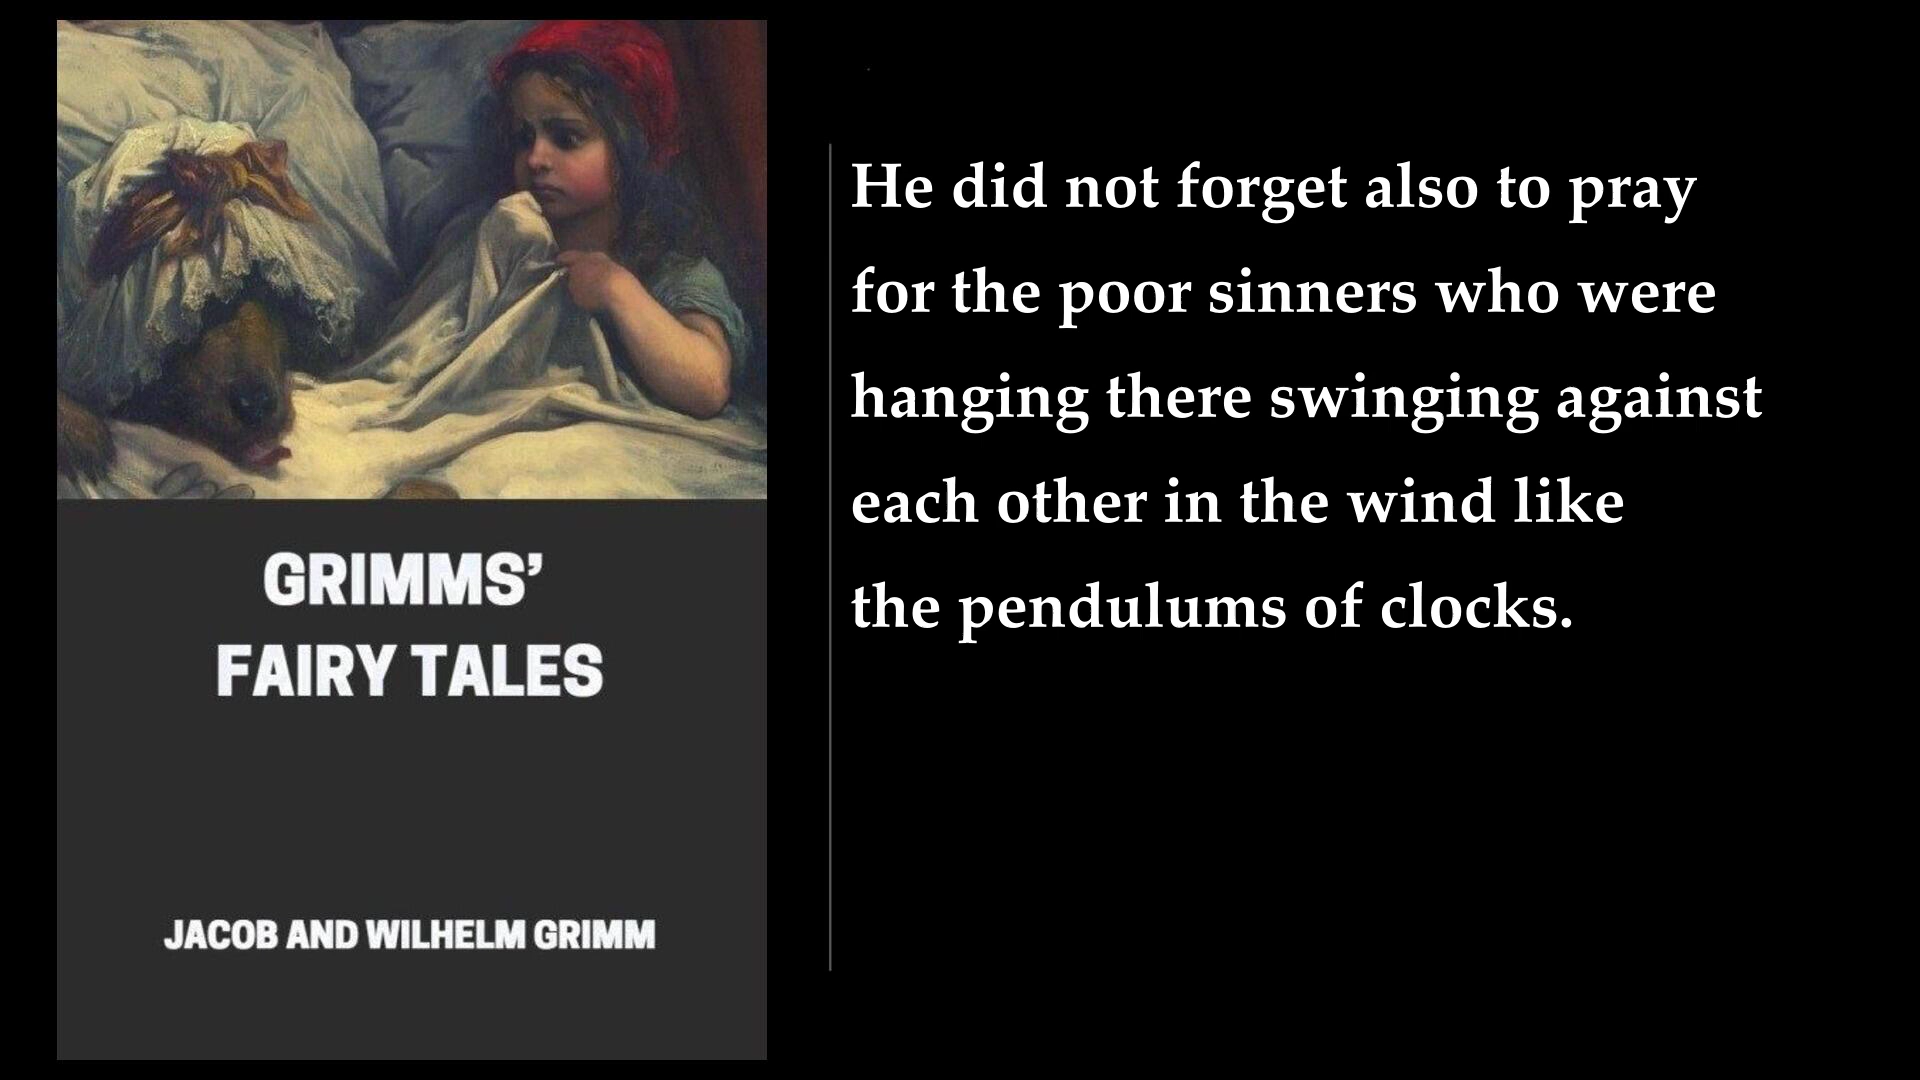 GRIMMS’
FAIRY TALES
JACOB AND WILHELM GRIMM
He did not forget also to pray
for the poor sinners who were
hanging there swinging against
each other in the wind like
the pendulums of clocks.